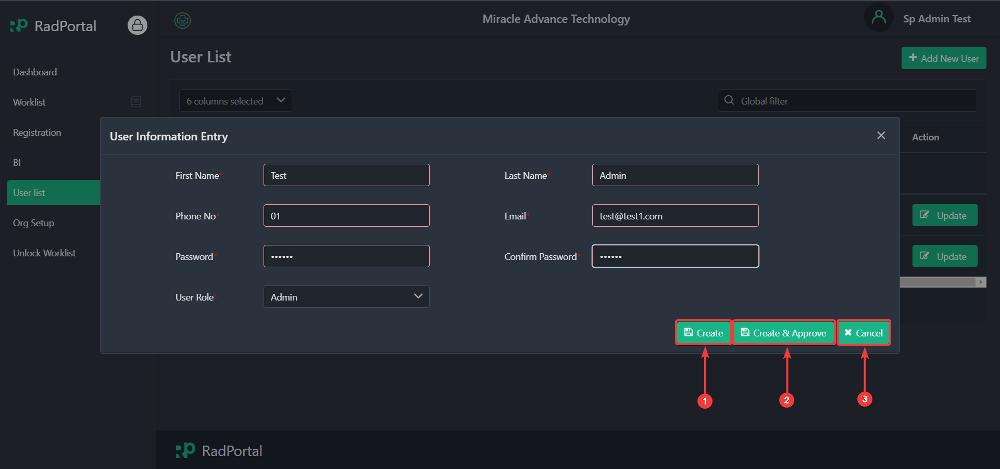 RadPortal
Miracle Advance Technology
Sp Admin Test
Dashboard
Worklist
Registration
BI
User list
Org Setup
Unlock Worklist
User List
Add New User
6 columns selected
Global filter
Action
Update
Update
User Information Entry
First Name* Test
Last Name* Admin
Phone No* 01
Email* test@test1.com
Password* ••••••
Confirm Password* ••••••
User Role* Admin
Create
Create & Approve
Cancel
1
2
3
RadPortal